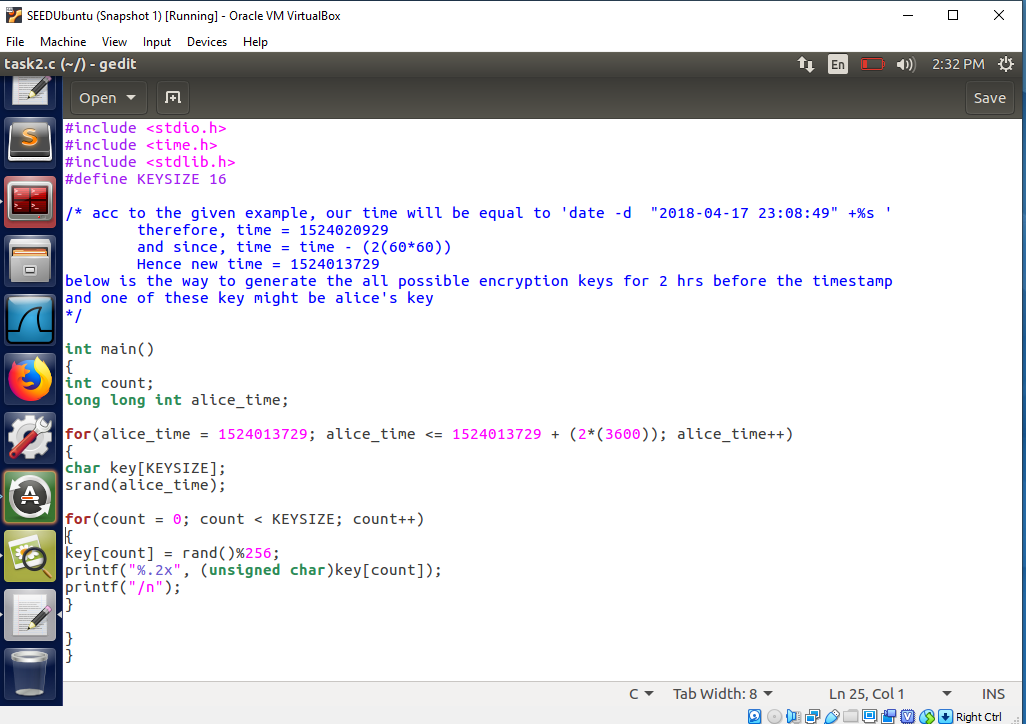 SEEDUbuntu (Snapshot 1) [Running] - Oracle VM VirtualBox
File Machine View Input Devices Help
task2.c (~/) - gedit
En
2:32 PM
Open
Save
#include <stdio.h>
#include <time.h>
#include <stdlib.h>
#define KEYSIZE 16
/* acc to the given example, our time will be equal to 'date -d  "2018-04-17 23:08:49" +%s '
        therefore, time = 1524020929
        and since, time = time - (2(60*60))
        Hence new time = 1524013729
below is the way to generate the all possible encryption keys for 2 hrs before the timestamp
and one of these key might be alice's key
*/
int main()
{
int count;
long long int alice_time;
for(alice_time = 1524013729; alice_time <= 1524013729 + (2*(3600)); alice_time++)
{
char key[KEYSIZE];
srand(alice_time);
for(count = 0; count < KEYSIZE; count++)
{
key[count] = rand()%256;
printf("%.2x", (unsigned char)key[count]);
printf("/n");
}
}
}
C
Tab Width: 8
Ln 25, Col 1
INS
Right Ctrl